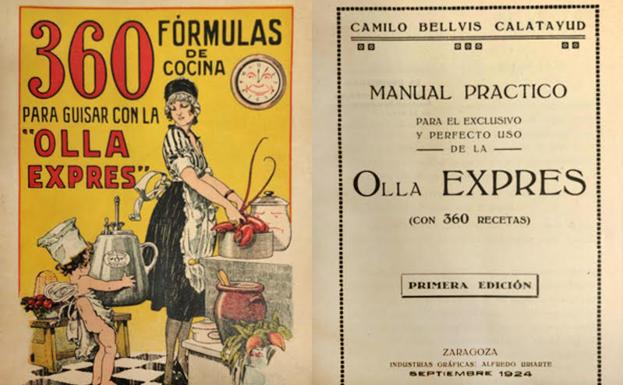 360
FÓRMULAS
DE
COCINA
PARA GUISAR CON LA
"OLLA
EXPRES"
CAMILO BELLVIS CALATAYUD
MANUAL PRACTICO
PARA EL EXCLUSIVO
Y PERFECTO USO
DE LA
OLLA EXPRES
(CON 360 RECETAS)
PRIMERA EDICIÓN
ZARAGOZA
INDUSTRIAS GRÁFICAS: ALFREDO URIARTE
SEPTIEMBRE 1924